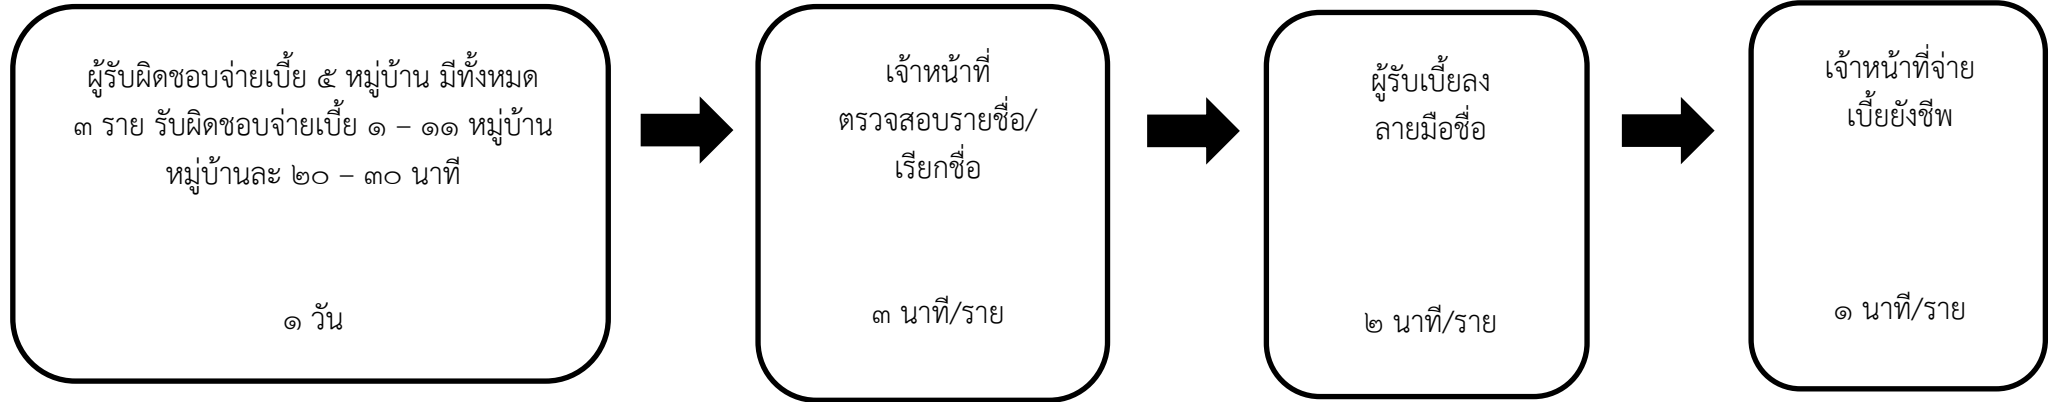 ผู้รับผิดชอบจ่ายเบี้ย ๕ หมู่บ้าน มีทั้งหมด
๓ ราย รับผิดชอบจ่ายเบี้ย ๑ – ๑๑ หมู่บ้าน
หมู่บ้านละ ๒๐ – ๓๐ นาที
๑ วัน
เจ้าหน้าที่
ตรวจสอบรายชื่อ/
เรียกชื่อ
๓ นาที/ราย
ผู้รับเบี้ยลง
ลายมือชื่อ
๒ นาที/ราย
เจ้าหน้าที่จ่าย
เบี้ยยังชีพ
๑ นาที/ราย